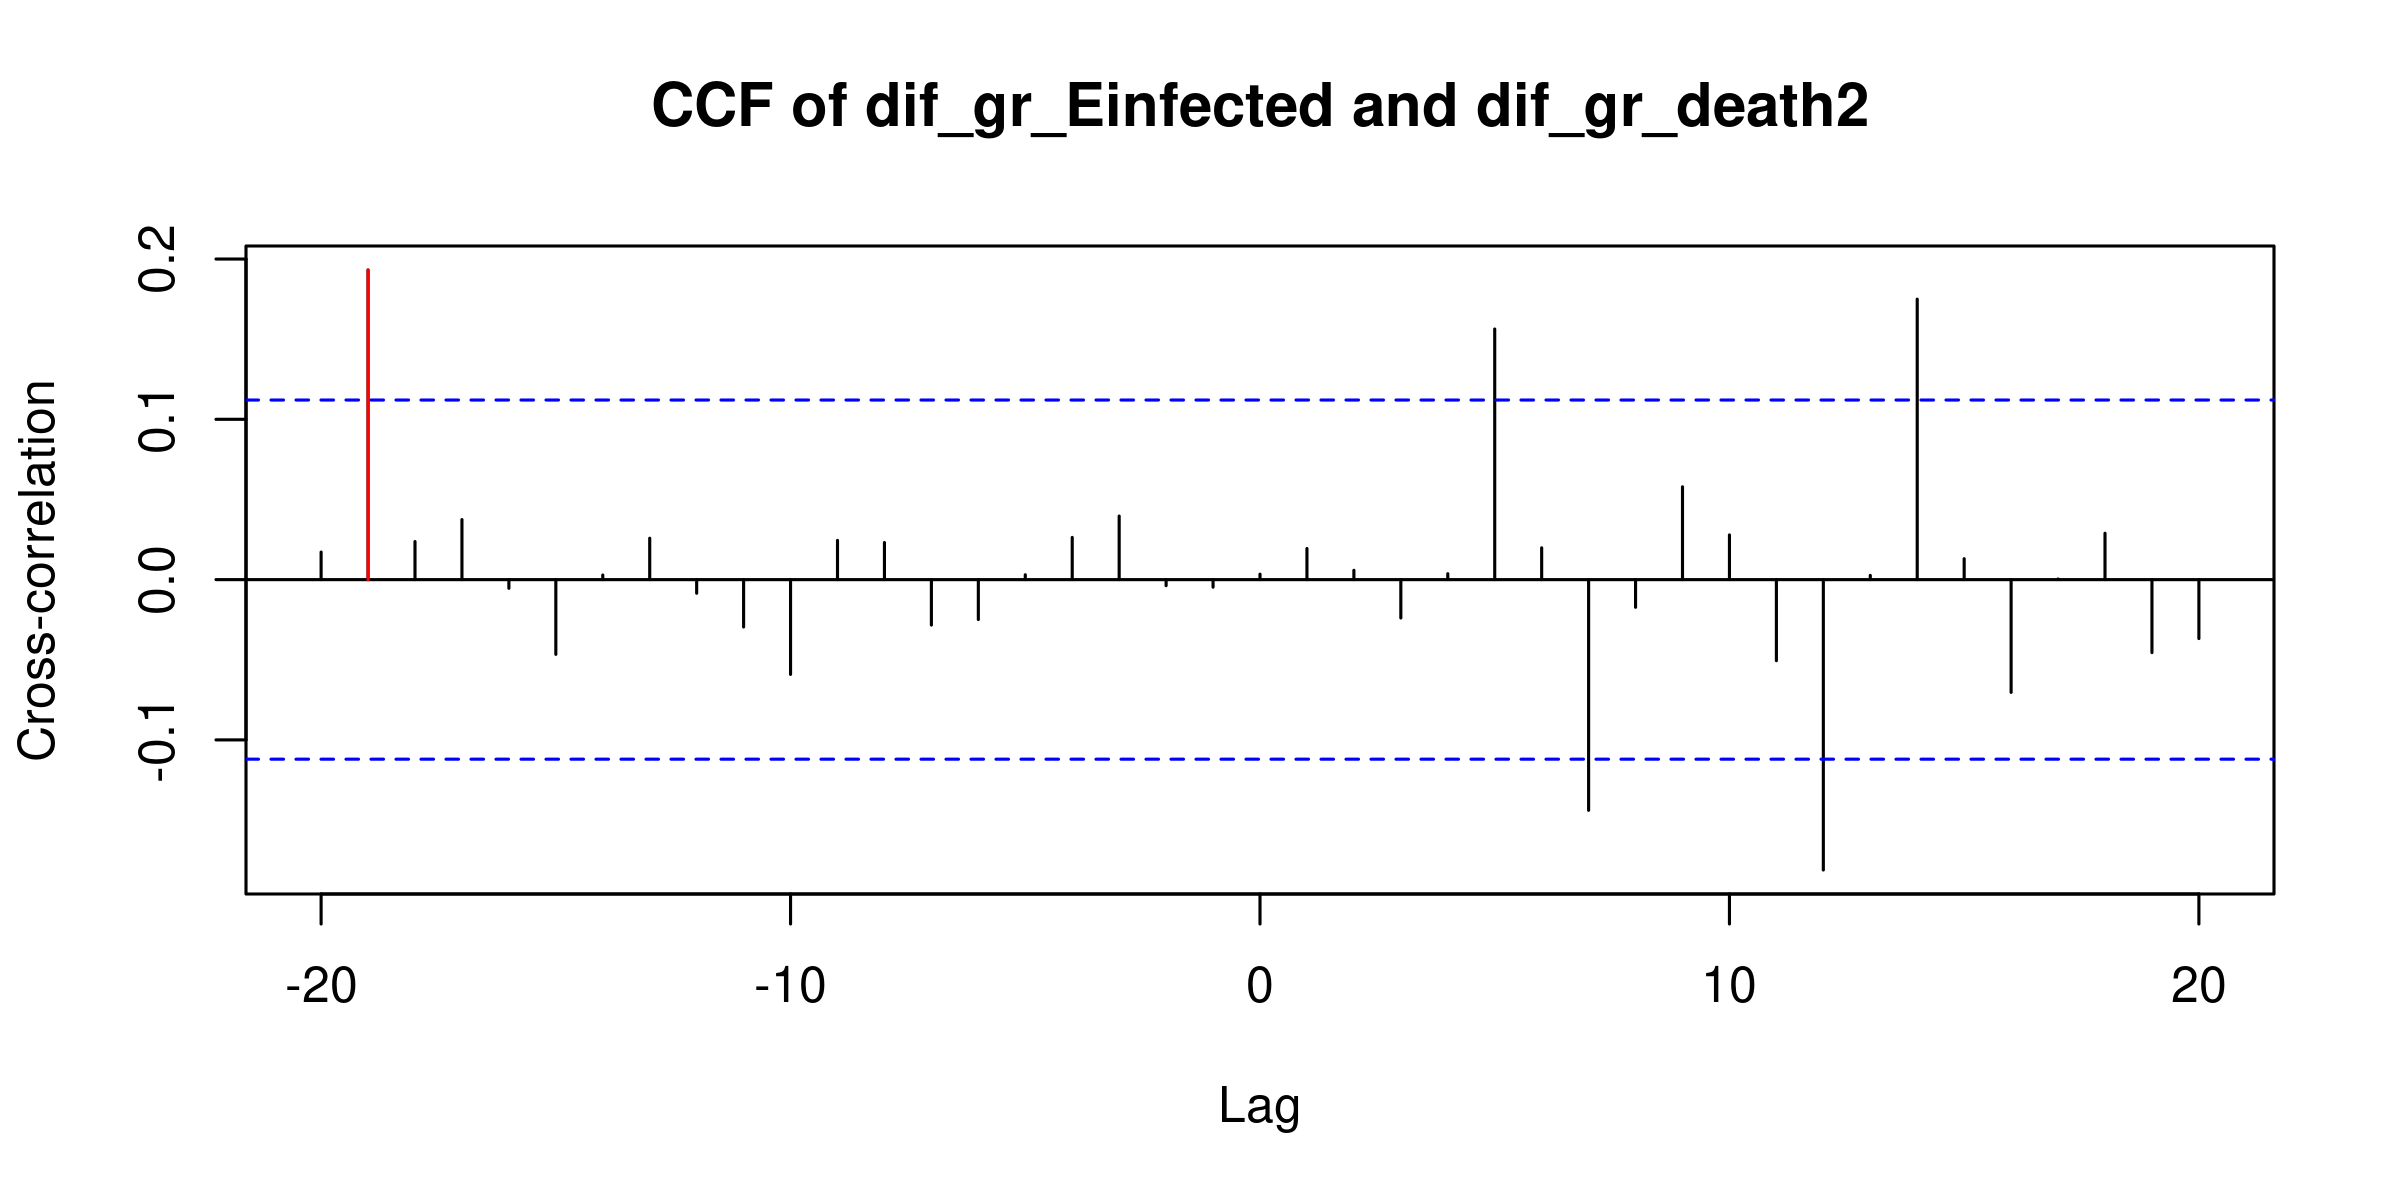 CCF of dif_gr_Einfected and dif_gr_death2
Cross-correlation
0.2
0.1
0.0
-0.1
-20 -10 0 10 20
Lag